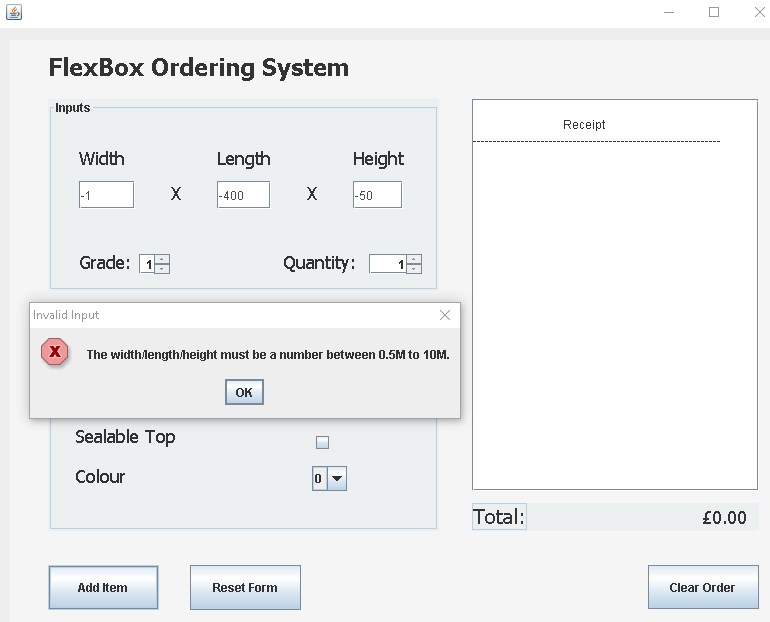 FlexBox Ordering System
Inputs
Width Length Height
-1 X -400 X -50
Grade: 1 Quantity: 1
Invalid Input
The width/length/height must be a number between 0.5M to 10M.
OK
Sealable Top
Colour 0
Add Item Reset Form
Receipt
--------------------------------------------------------------
Total: £0.00
Clear Order